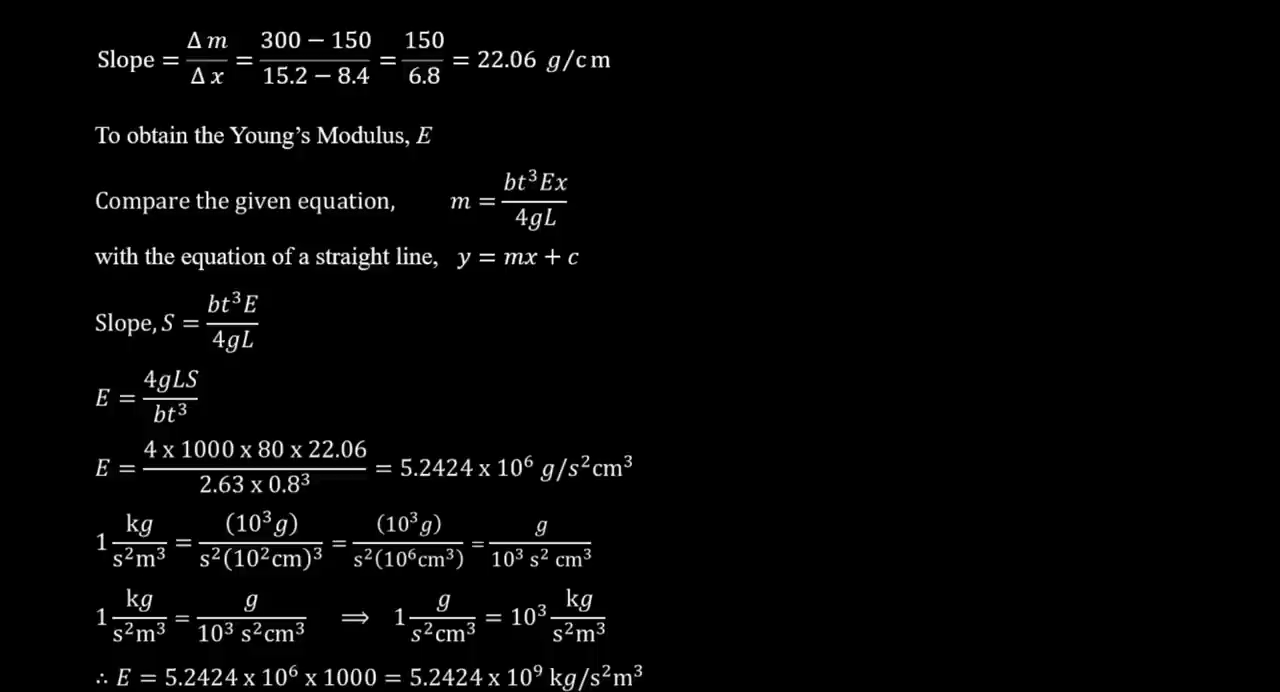 Slope = Δ m / Δ x = 300 − 150 / 15.2 − 8.4 = 150 / 6.8 = 22.06 g/cm
To obtain the Young’s Modulus, E
Compare the given equation, m = bt³Ex / 4gL
with the equation of a straight line, y = mx + c
Slope, S = bt³E / 4gL
E = 4gLS / bt³
E = 4 x 1000 x 80 x 22.06 / 2.63 x 0.8³ = 5.2424 x 10⁶ g/s²cm³
1 kg / s²m³ = (10³g) / s²(10²cm)³ = (10³g) / s²(10⁶cm³) = g / 10³ s² cm³
1 kg / s²m³ = g / 10³ s²cm³ ⟹ 1 g / s²cm³ = 10³ kg / s²m³
∴ E = 5.2424 x 10⁶ x 1000 = 5.2424 x 10⁹ kg/s²m³